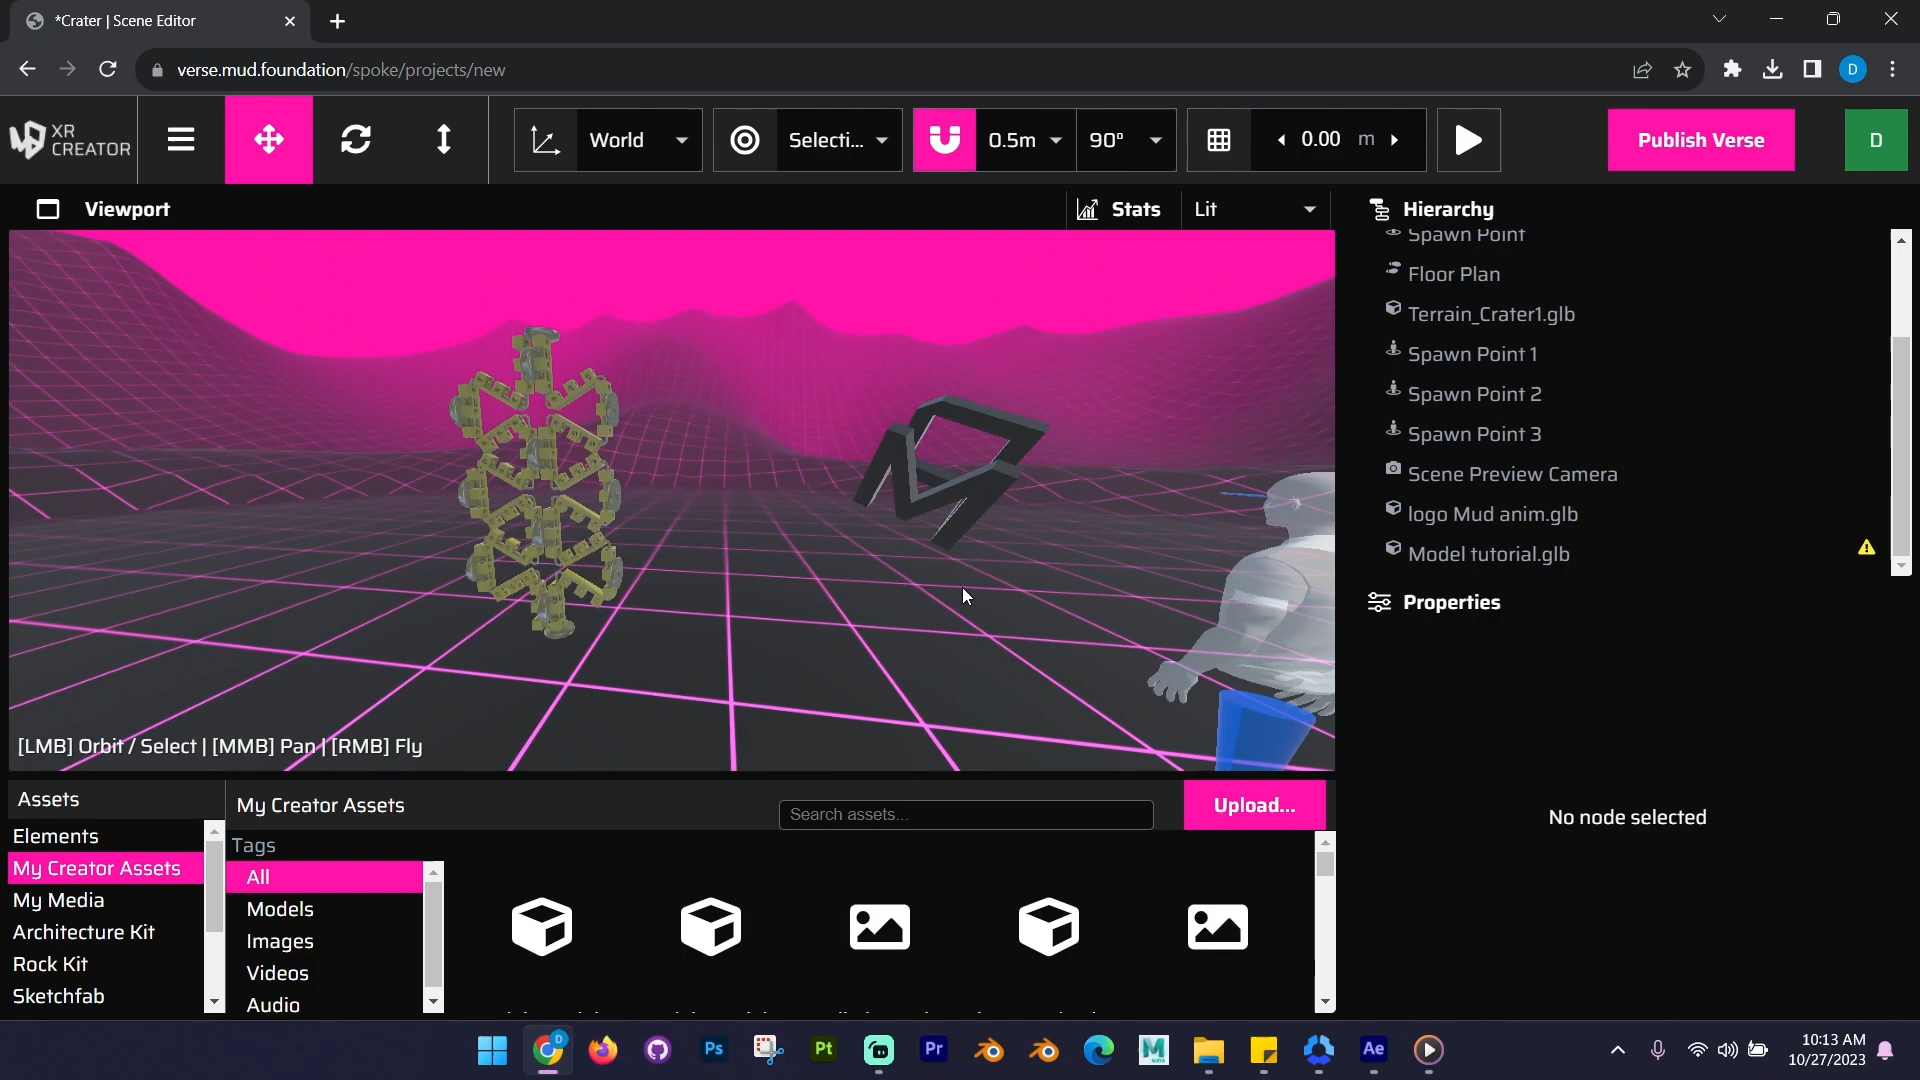 *Crater | Scene Editor
verse.mud.foundation/spoke/projects/new
D
XR
CREATOR
World
Selecti...
0.5m
90°
0.00 m
Publish Verse
D
Viewport
Stats
Lit
Hierarchy
Spawn Point
Floor Plan
Terrain_Crater1.glb
Spawn Point 1
Spawn Point 2
Spawn Point 3
Scene Preview Camera
logo Mud anim.glb
Model tutorial.glb
Properties
No node selected
[LMB] Orbit / Select | [MMB] Pan | [RMB] Fly
Assets
Elements
My Creator Assets
My Media
Architecture Kit
Rock Kit
Sketchfab
My Creator Assets
Search assets...
Upload...
Tags
All
Models
Images
Videos
Audio
D
Ps
Pt
Pr
M
Ae
10:13 AM
10/27/2023